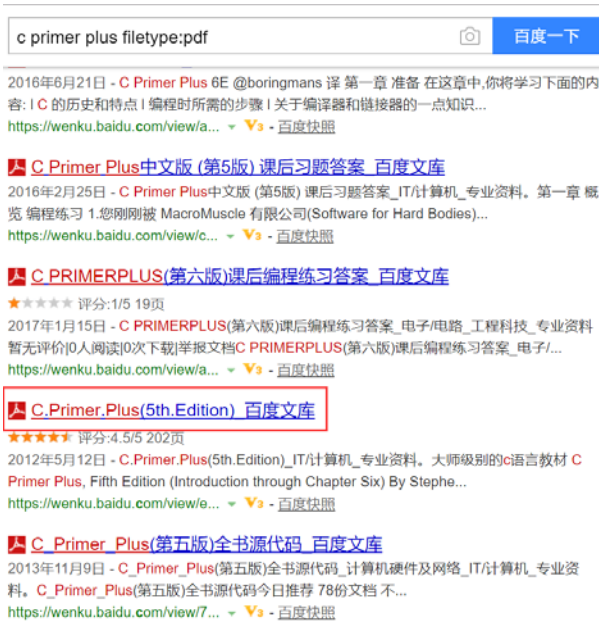 c primer plus filetype:pdf
百度一下
2016年6月21日 - C Primer Plus 6E @boringmans 译 第一章 准备 在这章中,你将学习下面的内
容: l C 的历史和特点 l 编程时所需的步骤 l 关于编译器和链接器的一点知识...
https://wenku.baidu.com/view/a... V3 - 百度快照
C Primer Plus中文版 (第5版) 课后习题答案_百度文库
2016年2月25日 - C Primer Plus中文版 (第5版) 课后习题答案_IT/计算机_专业资料。第一章 概
览 编程练习 1.您刚刚被 MacroMuscle 有限公司(Software for Hard Bodies)...
https://wenku.baidu.com/view/c... V3 - 百度快照
C PRIMERPLUS(第六版)课后编程练习答案_百度文库
评分:1/5 19页
2017年1月15日 - C PRIMERPLUS(第六版)课后编程练习答案_电子/电路_工程科技_专业资料
暂无评价|0人阅读|0次下载|举报文档C PRIMERPLUS(第六版)课后编程练习答案_电子/...
https://wenku.baidu.com/view/a... V3 - 百度快照
C.Primer.Plus(5th.Edition)_百度文库
评分:4.5/5 202页
2012年5月12日 - C.Primer.Plus(5th.Edition)_IT/计算机_专业资料。大师级别的c语言教材 C
Primer Plus, Fifth Edition (Introduction through Chapter Six) By Stephe...
https://wenku.baidu.com/view/e... V3 - 百度快照
C_Primer_Plus(第五版)全书源代码_百度文库
2013年11月9日 - C_Primer_Plus(第五版)全书源代码_计算机硬件及网络_IT/计算机_专业资
料。C_Primer_Plus(第五版)全书源代码今日推荐 78份文档 不...
https://wenku.baidu.com/view/7... V3 - 百度快照